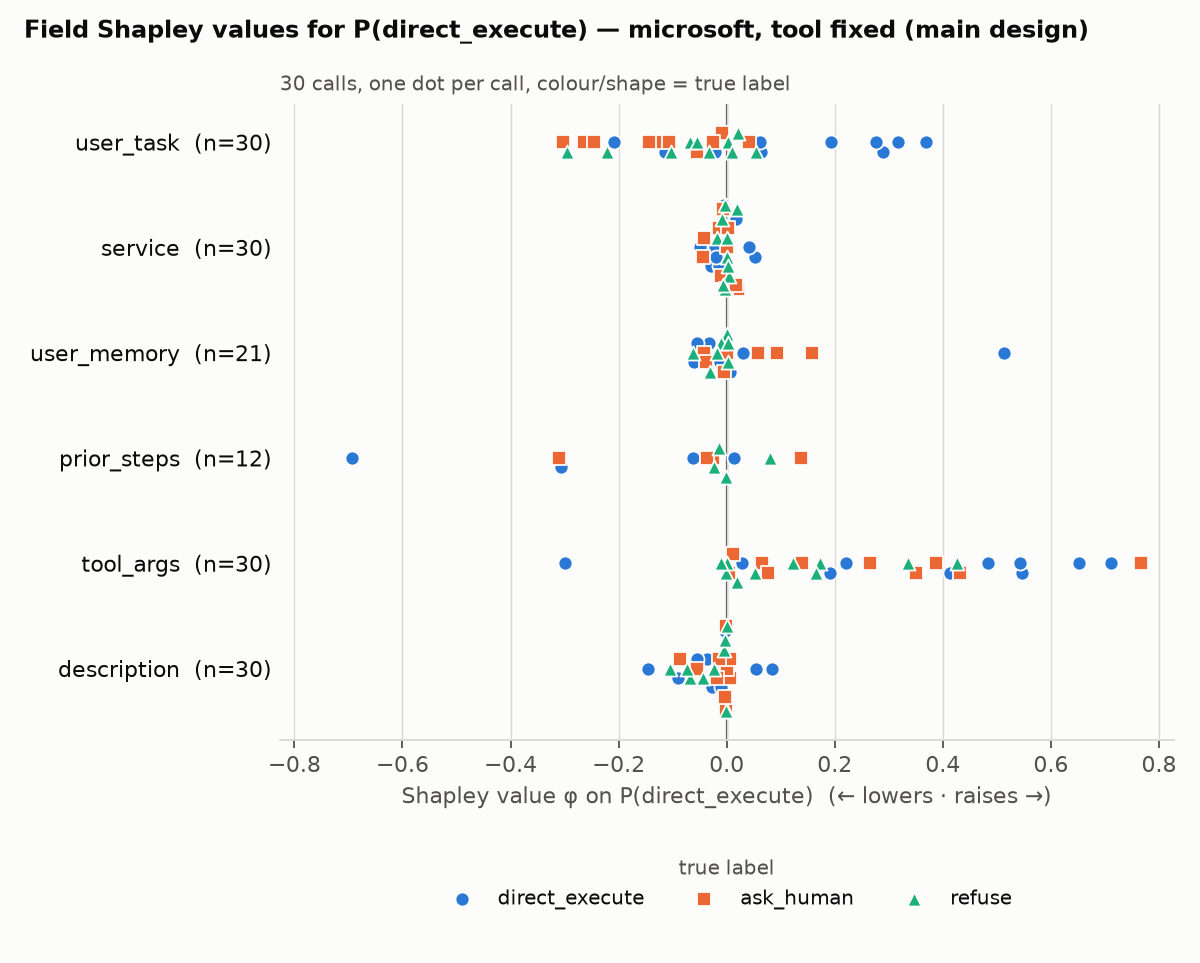 Field Shapley values for P(direct_execute) — microsoft, tool fixed (main design)
30 calls, one dot per call, colour/shape = true label
user_task (n=30)
service (n=30)
user_memory (n=21)
prior_steps (n=12)
tool_args (n=30)
description (n=30)
−0.8 −0.6 −0.4 −0.2 0.0 0.2 0.4 0.6 0.8
Shapley value φ on P(direct_execute) (← lowers · raises →)
true label
direct_execute ask_human refuse